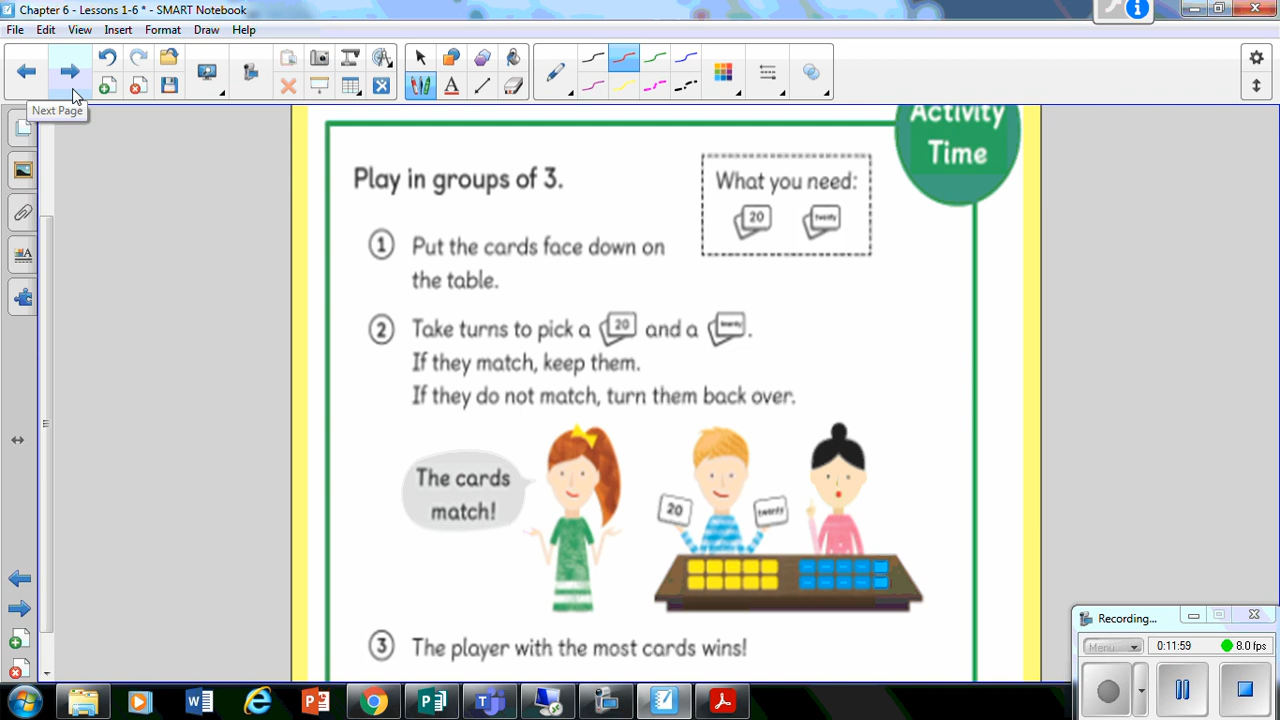 Chapter 6 - Lessons 1-6 * - SMART Notebook
File Edit View Insert Format Draw Help
Next Page
Activity
Time
Play in groups of 3.
What you need:
20 twenty
1 Put the cards face down on
the table.
2 Take turns to pick a 20 and a twenty.
If they match, keep them.
If they do not match, turn them back over.
The cards
match!
20 twenty
3 The player with the most cards wins!
Recording...
Menu 0:11:59 8.0 fps